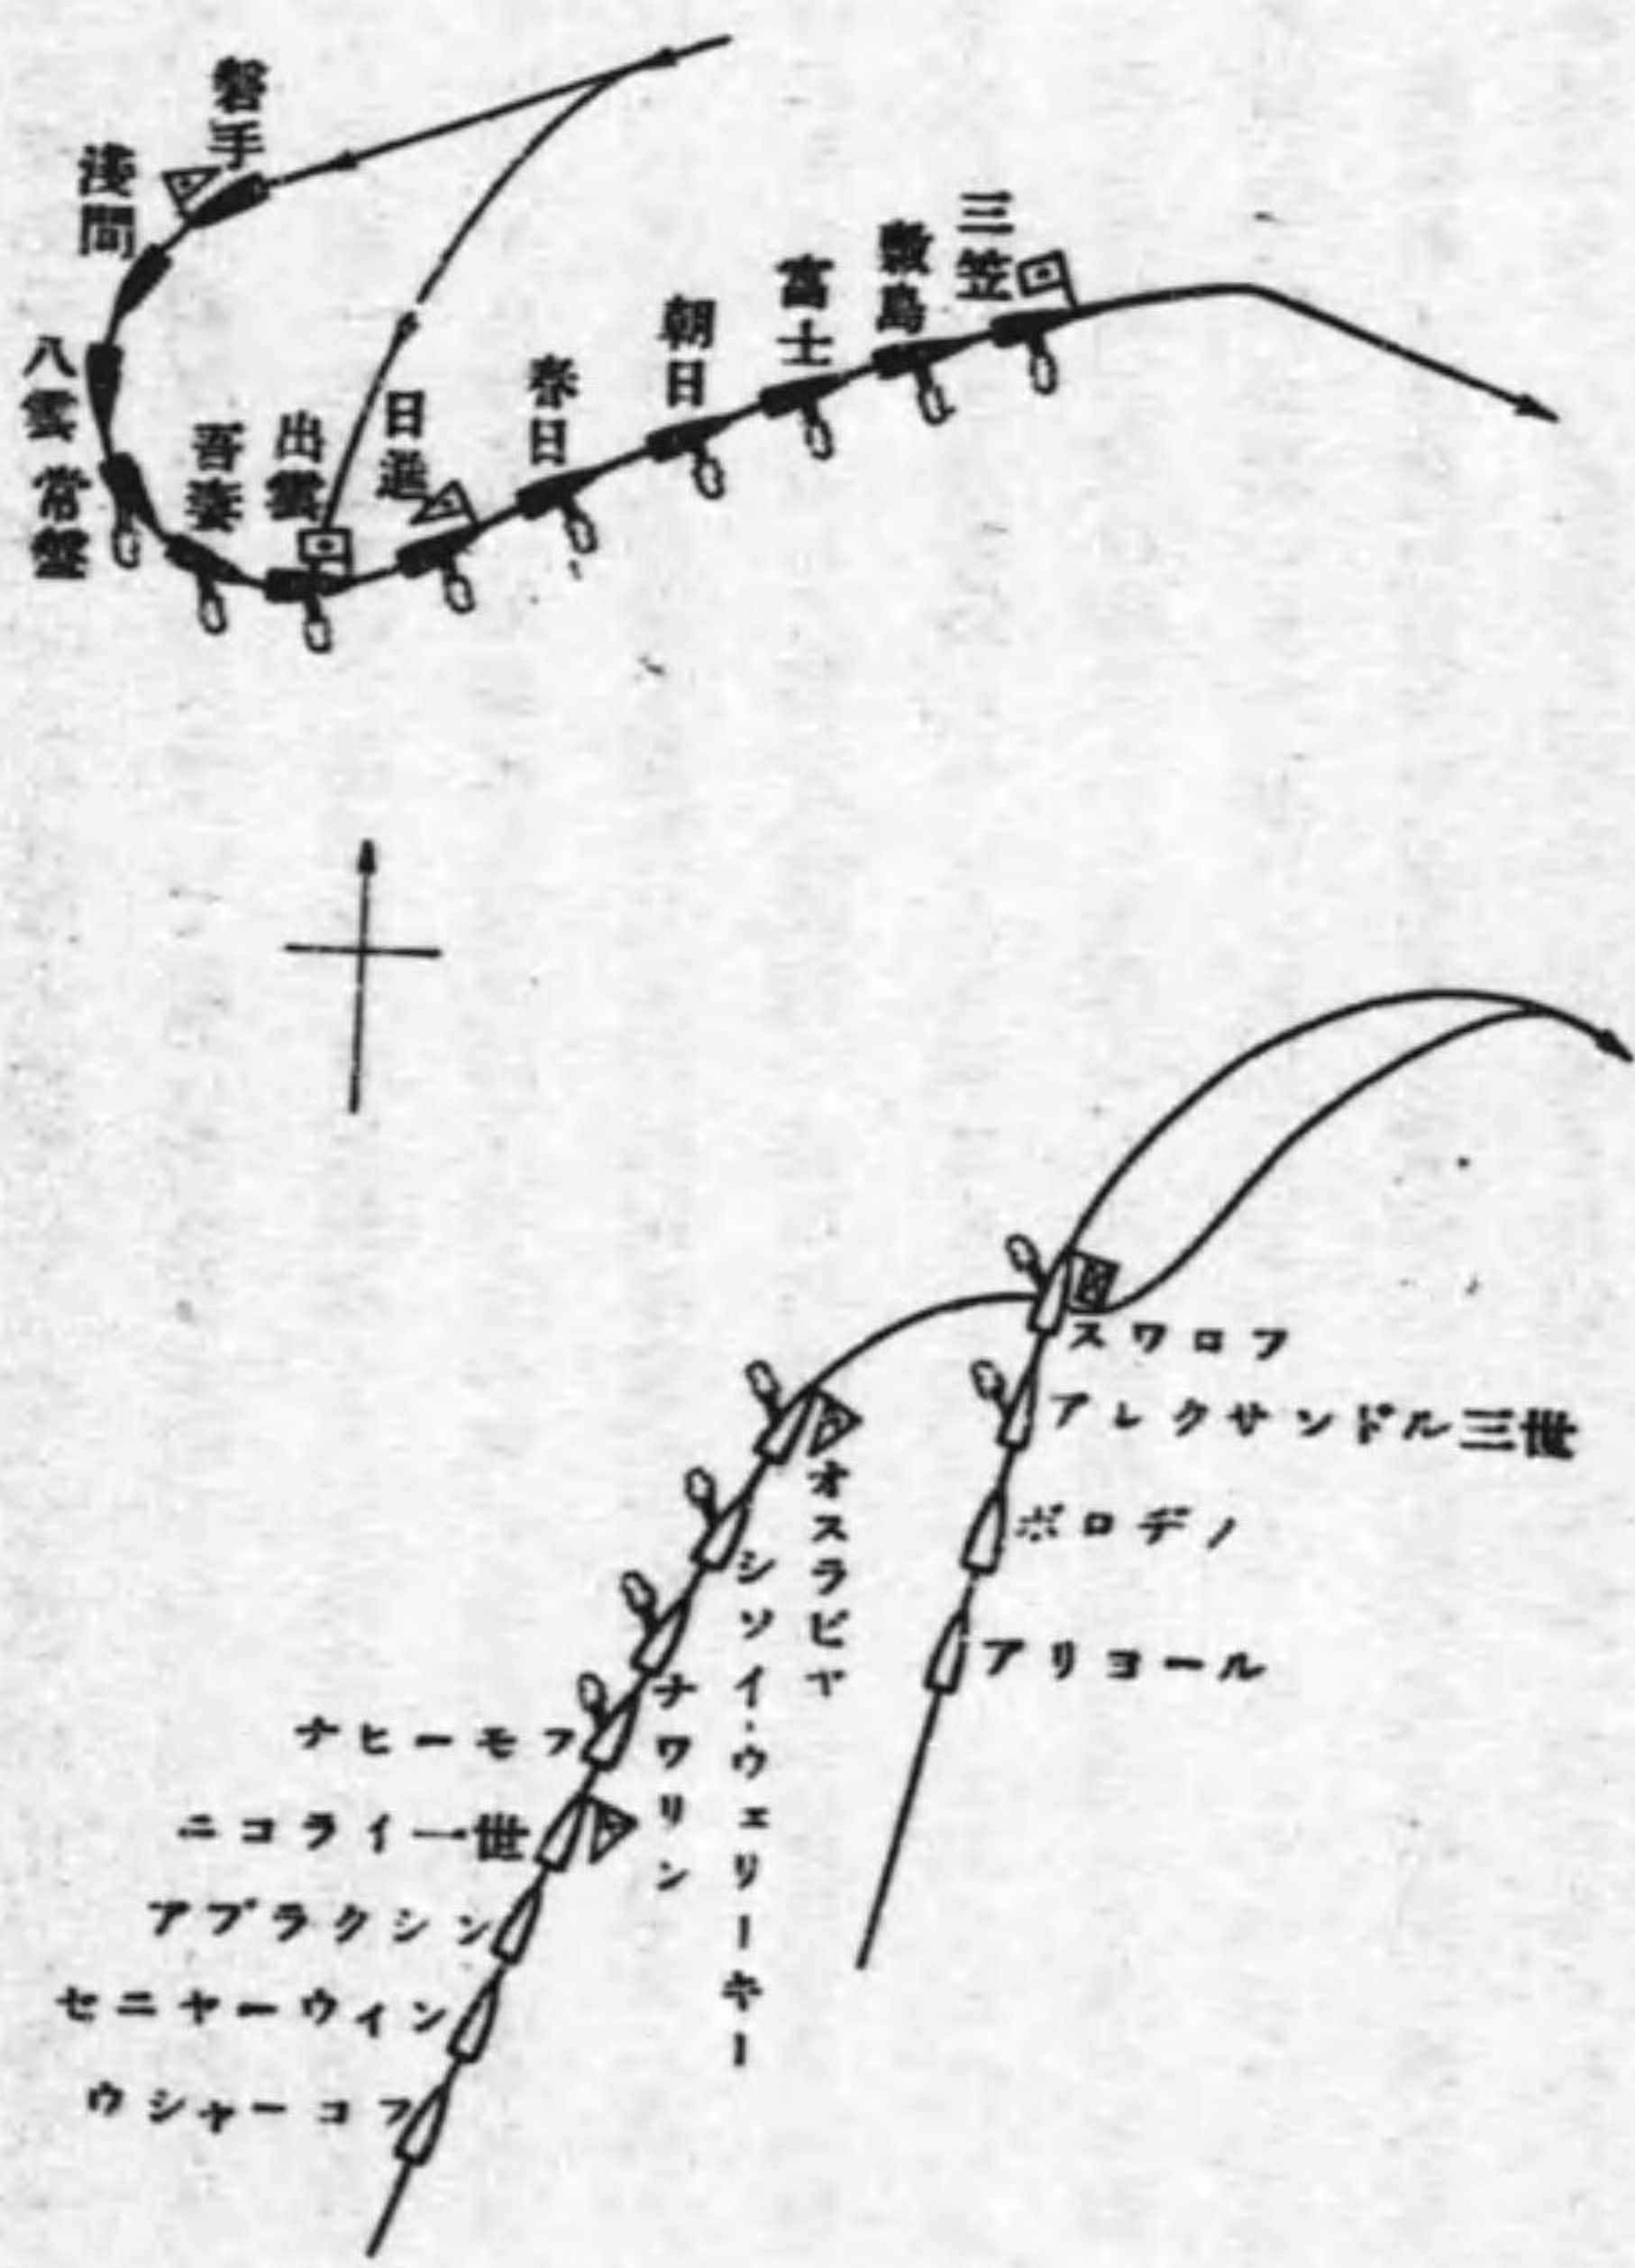 三笠
敷島
富士
朝日
春日
日進
出雲
吾妻
常盤
八雲
淺間
磐手
スワロフ
アレクサンドル三世
ボロデノ
アリヨール
オスラビヤ
シソイ・ウェリーキー
ナワリン
ナヒーモフ
ニコライ一世
アプラクシン
セニャーウィン
ウシャーコフ